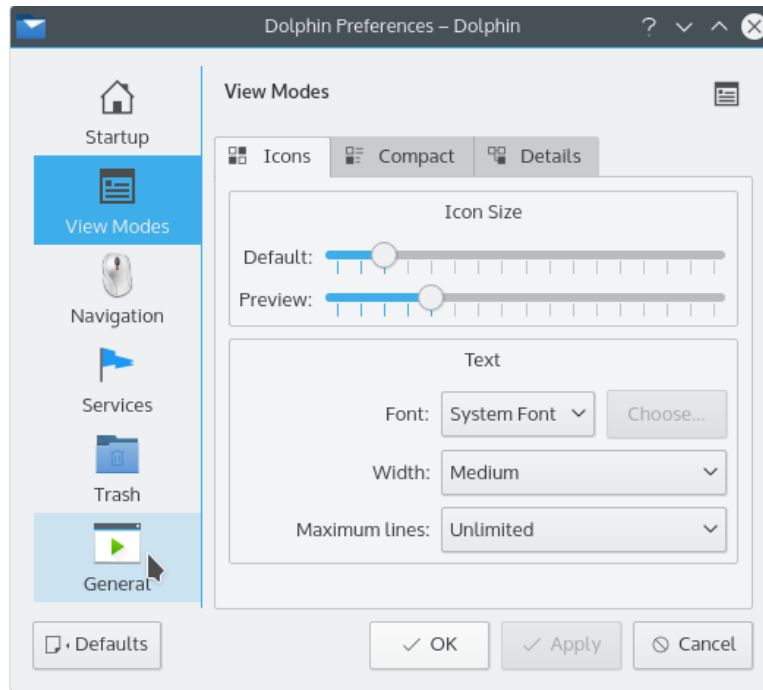 Dolphin Preferences – Dolphin
Startup
View Modes
Navigation
Services
Trash
General
View Modes
Icons Compact Details
Icon Size
Default:
Preview:
Text
Font: System Font Choose...
Width: Medium
Maximum lines: Unlimited
Defaults OK Apply Cancel